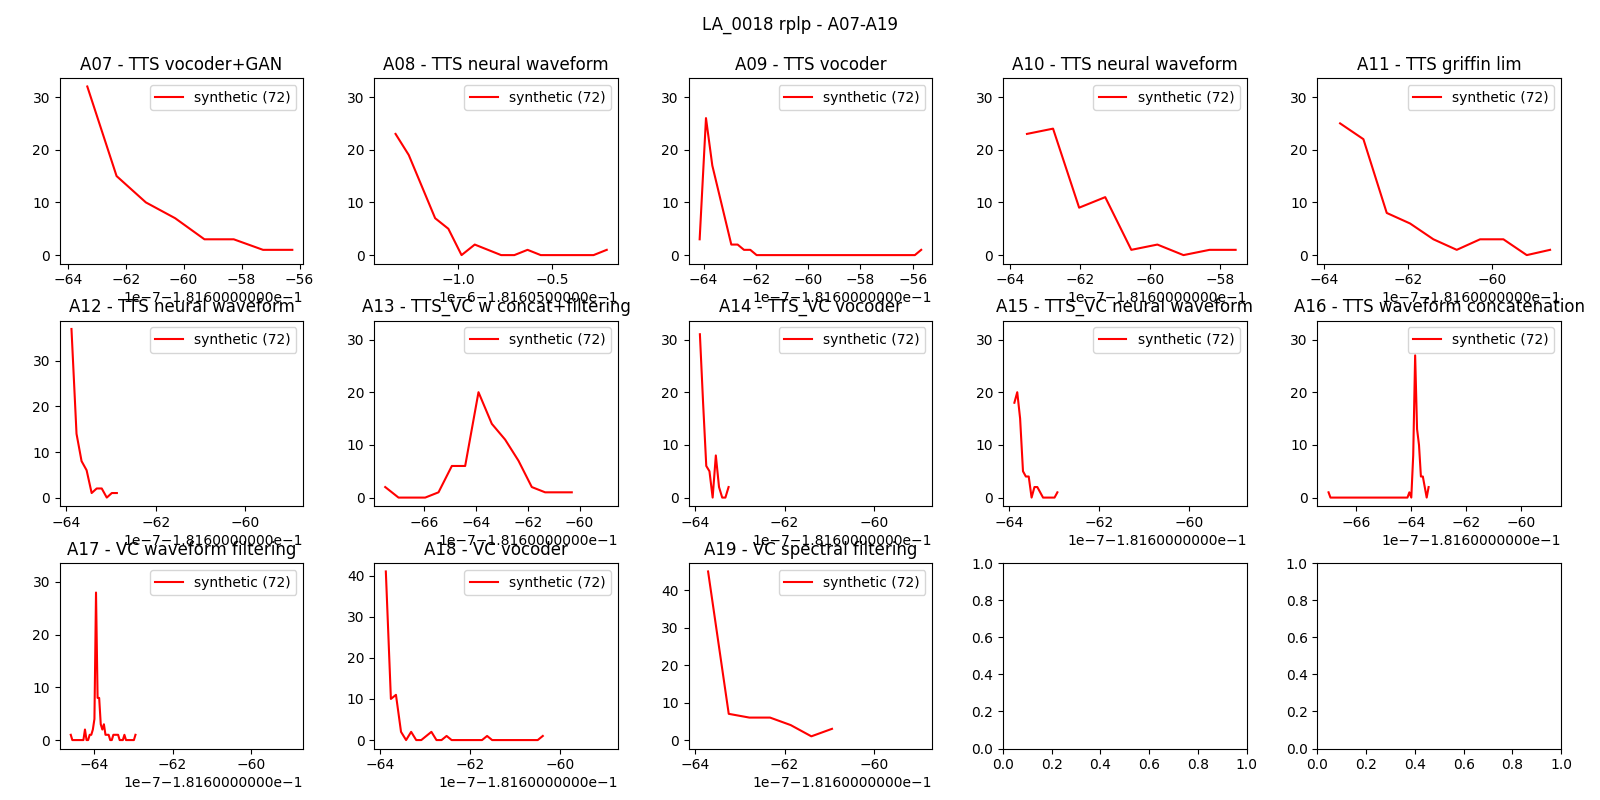 LA_0018 rplp - A07-A19
A07 - TTS vocoder+GAN
A08 - TTS neural waveform
A09 - TTS vocoder
A10 - TTS neural waveform
A11 - TTS griffin lim
synthetic (72)
synthetic (72)
synthetic (72)
synthetic (72)
synthetic (72)
30
20
10
0
30
20
10
0
30
20
10
0
30
20
10
0
30
20
10
0
−64 −62 −60 −58 −56
−1.0 −0.5
−64 −62 −60 −58 −56
−64 −62 −60 −58
−64 −62 −60
1e−7−1.8160000000e−1
1e−6−1.8160500000e−1
1e−7−1.8160000000e−1
1e−7−1.8160000000e−1
1e−7−1.8160000000e−1
A12 - TTS neural waveform
A13 - TTS_VC w concat+filtering
A14 - TTS_VC vocoder
A15 - TTS_VC neural waveform
A16 - TTS waveform concatenation
synthetic (72)
synthetic (72)
synthetic (72)
synthetic (72)
synthetic (72)
30
20
10
0
30
20
10
0
30
20
10
0
30
20
10
0
30
20
10
0
−64 −62 −60
−66 −64 −62 −60
−64 −62 −60
−64 −62 −60
−66 −64 −62 −60
1e−7−1.8160000000e−1
1e−7−1.8160000000e−1
1e−7−1.8160000000e−1
1e−7−1.8160000000e−1
1e−7−1.8160000000e−1
A17 - VC waveform filtering
A18 - VC vocoder
A19 - VC spectral filtering
synthetic (72)
synthetic (72)
synthetic (72)
30
20
10
0
40
30
20
10
0
40
30
20
10
0
1.0
0.8
0.6
0.4
0.2
0.0
1.0
0.8
0.6
0.4
0.2
0.0
−64 −62 −60
−64 −62 −60
−64 −62 −60
0.0 0.2 0.4 0.6 0.8 1.0
0.0 0.2 0.4 0.6 0.8 1.0
1e−7−1.8160000000e−1
1e−7−1.8160000000e−1
1e−7−1.8160000000e−1